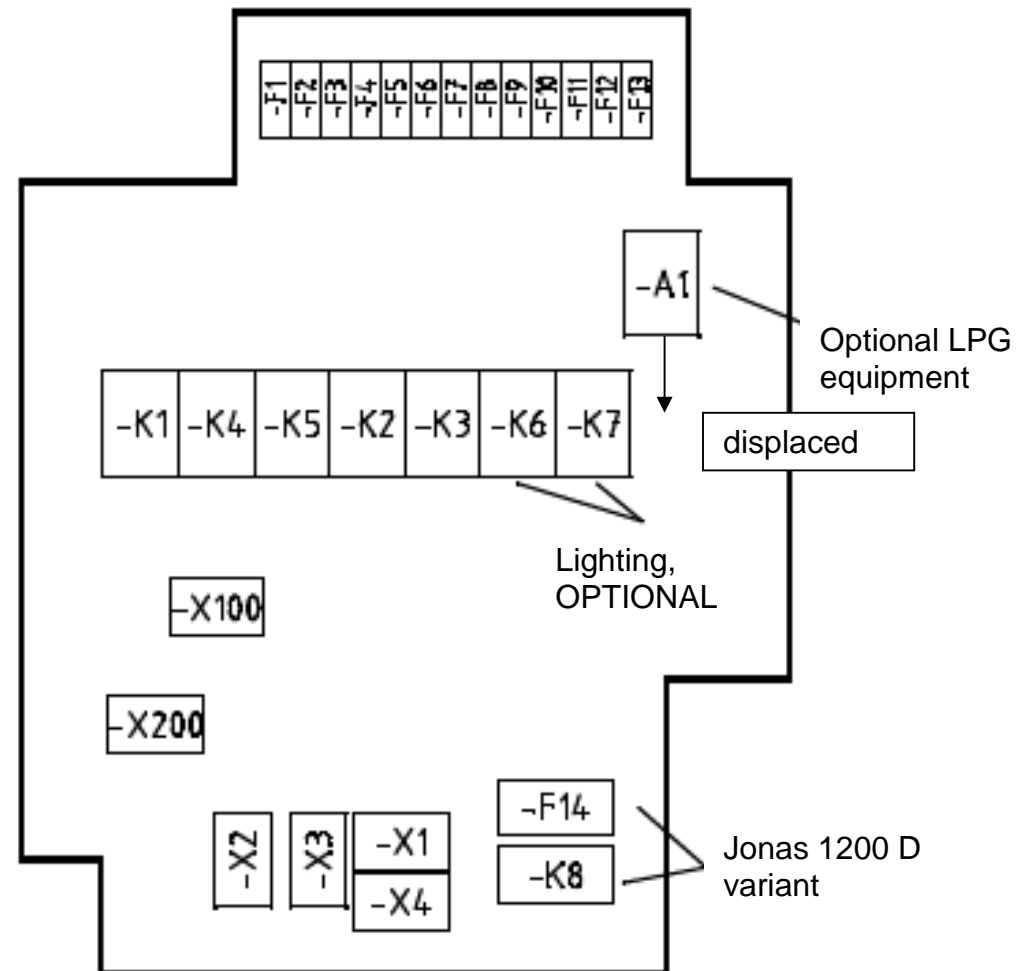 -F1 -F2 -F3 -F4 -F5 -F6 -F7 -F8 -F9 -F10 -F11 -F12 -F13
-A1
Optional LPG
equipment
-K1 -K4 -K5 -K2 -K3 -K6 -K7
displaced
Lighting,
OPTIONAL
-X100
-X200
-X2 -X3
-X1
-X4
-F14
-K8
Jonas 1200 D
variant